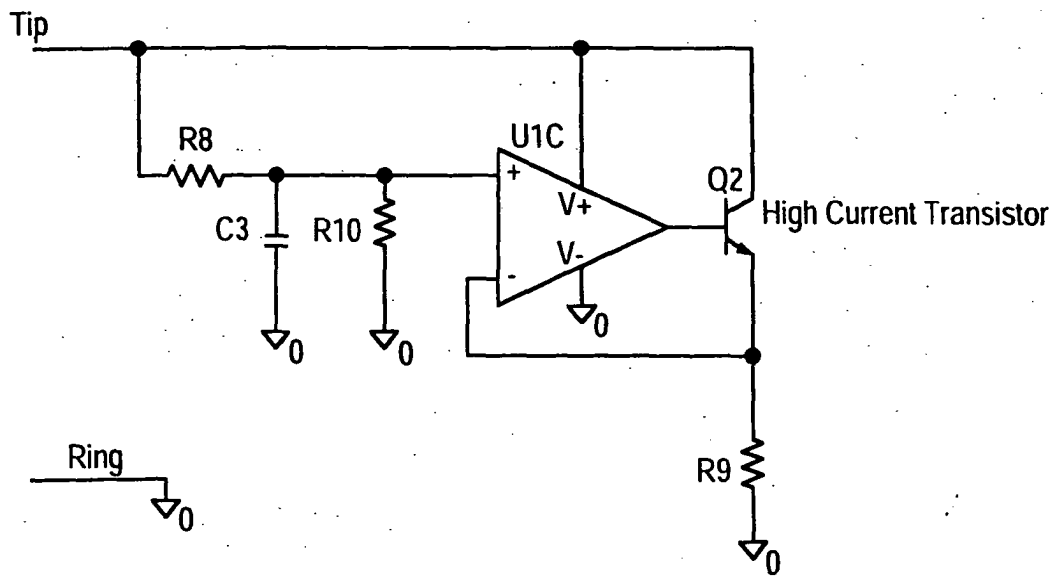 Tip
R8
U1C
+
V+
Q2
High Current Transistor
C3
R10
V-
-
0
0
0
Ring
0
R9
0